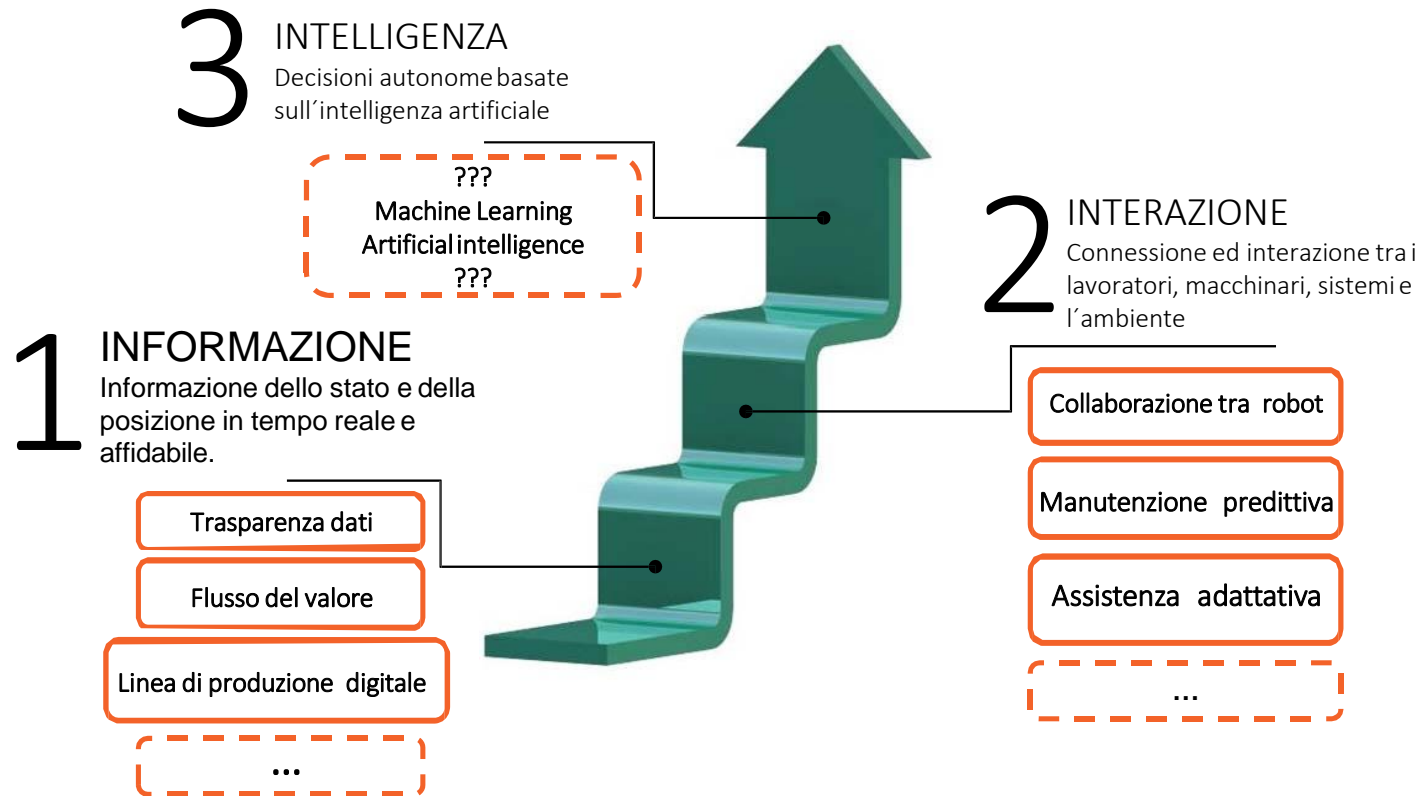 3
INTELLIGENZA
Decisioni autonome basate
sull´intelligenza artificiale
???
Machine Learning
Artificial intelligence
???
2
INTERAZIONE
Connessione ed interazione tra i
lavoratori, macchinari, sistemi e
l´ambiente
Collaborazione tra robot
Manutenzione predittiva
Assistenza adattativa
...
1
INFORMAZIONE
Informazione dello stato e della
posizione in tempo reale e
affidabile.
Trasparenza dati
Flusso del valore
Linea di produzione digitale
...